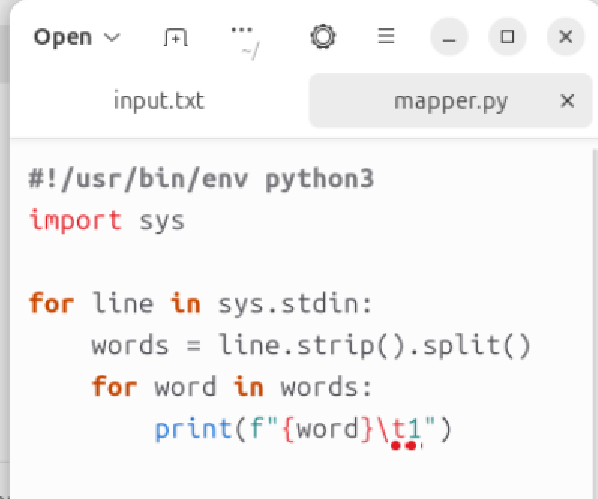 Open
~/
input.txt
mapper.py
#!/usr/bin/env python3
import sys
for line in sys.stdin:
    words = line.strip().split()
    for word in words:
        print(f"{word}\t1")